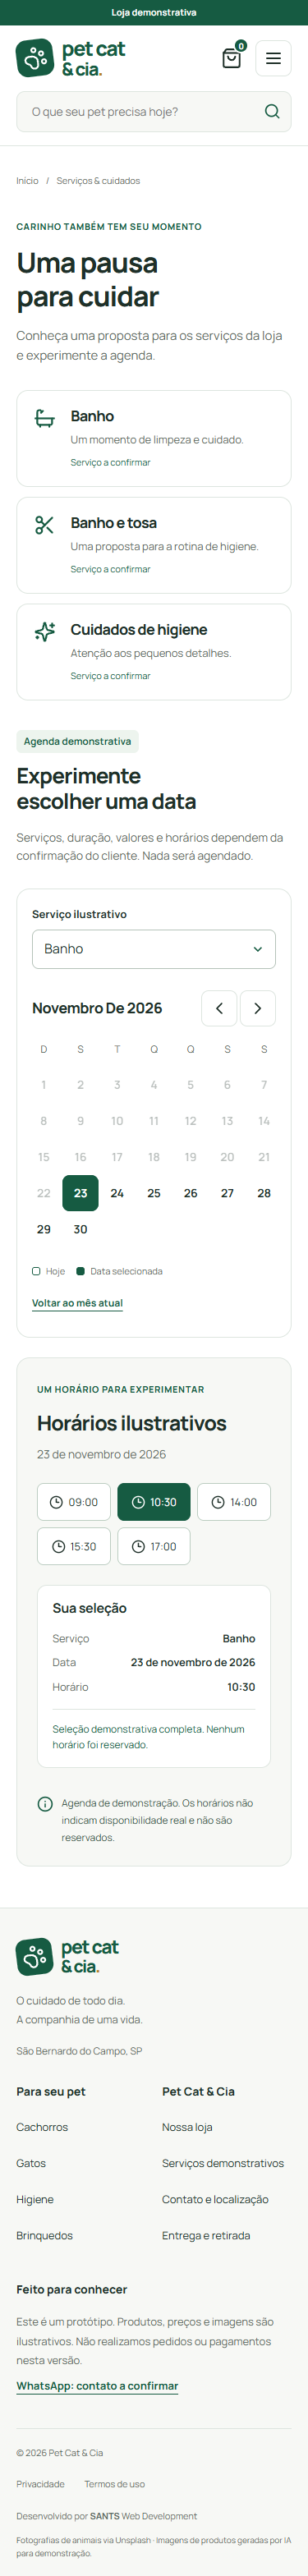 Loja demonstrativa
pet cat
& cia.
0
O que seu pet precisa hoje?
Início / Serviços & cuidados
CARINHO TAMBÉM TEM SEU MOMENTO
Uma pausa
para cuidar
Conheça uma proposta para os serviços da loja
e experimente a agenda.
Banho
Um momento de limpeza e cuidado.
Serviço a confirmar
Banho e tosa
Uma proposta para a rotina de higiene.
Serviço a confirmar
Cuidados de higiene
Atenção aos pequenos detalhes.
Serviço a confirmar
Agenda demonstrativa
Experimente
escolher uma data
Serviços, duração, valores e horários dependem da
confirmação do cliente. Nada será agendado.
Serviço ilustrativo
Banho
Novembro De 2026
D S T Q Q S S
1 2 3 4 5 6 7
8 9 10 11 12 13 14
15 16 17 18 19 20 21
22 23 24 25 26 27 28
29 30
Hoje Data selecionada
Voltar ao mês atual
UM HORÁRIO PARA EXPERIMENTAR
Horários ilustrativos
23 de novembro de 2026
09:00 10:30 14:00
15:30 17:00
Sua seleção
Serviço Banho
Data 23 de novembro de 2026
Horário 10:30
Seleção demonstrativa completa. Nenhum
horário foi reservado.
Agenda de demonstração. Os horários não
indicam disponibilidade real e não são
reservados.
pet cat
& cia.
O cuidado de todo dia.
A companhia de uma vida.
São Bernardo do Campo, SP
Para seu pet Pet Cat & Cia
Cachorros Nossa loja
Gatos Serviços demonstrativos
Higiene Contato e localização
Brinquedos Entrega e retirada
Feito para conhecer
Este é um protótipo. Produtos, preços e imagens são
ilustrativos. Não realizamos pedidos ou pagamentos
nesta versão.
WhatsApp: contato a confirmar
© 2026 Pet Cat & Cia
Privacidade Termos de uso
Desenvolvido por SANTS Web Development
Fotografias de animais via Unsplash · Imagens de produtos geradas por IA
para demonstração.